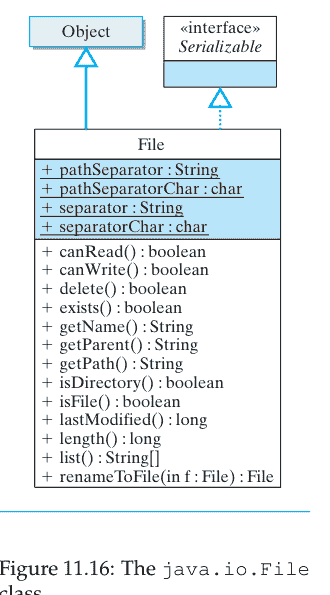 Object
«interface»
Serializable
File
+ pathSeparator : String
+ pathSeparatorChar : char
+ separator : String
+ separatorChar : char
+ canRead() : boolean
+ canWrite() : boolean
+ delete() : boolean
+ exists() : boolean
+ getName() : String
+ getParent() : String
+ getPath() : String
+ isDirectory() : boolean
+ isFile() : boolean
+ lastModified() : long
+ length() : long
+ list() : String[]
+ renameToFile(in f : File) : File
Figure 11.16: The java.io.File
class